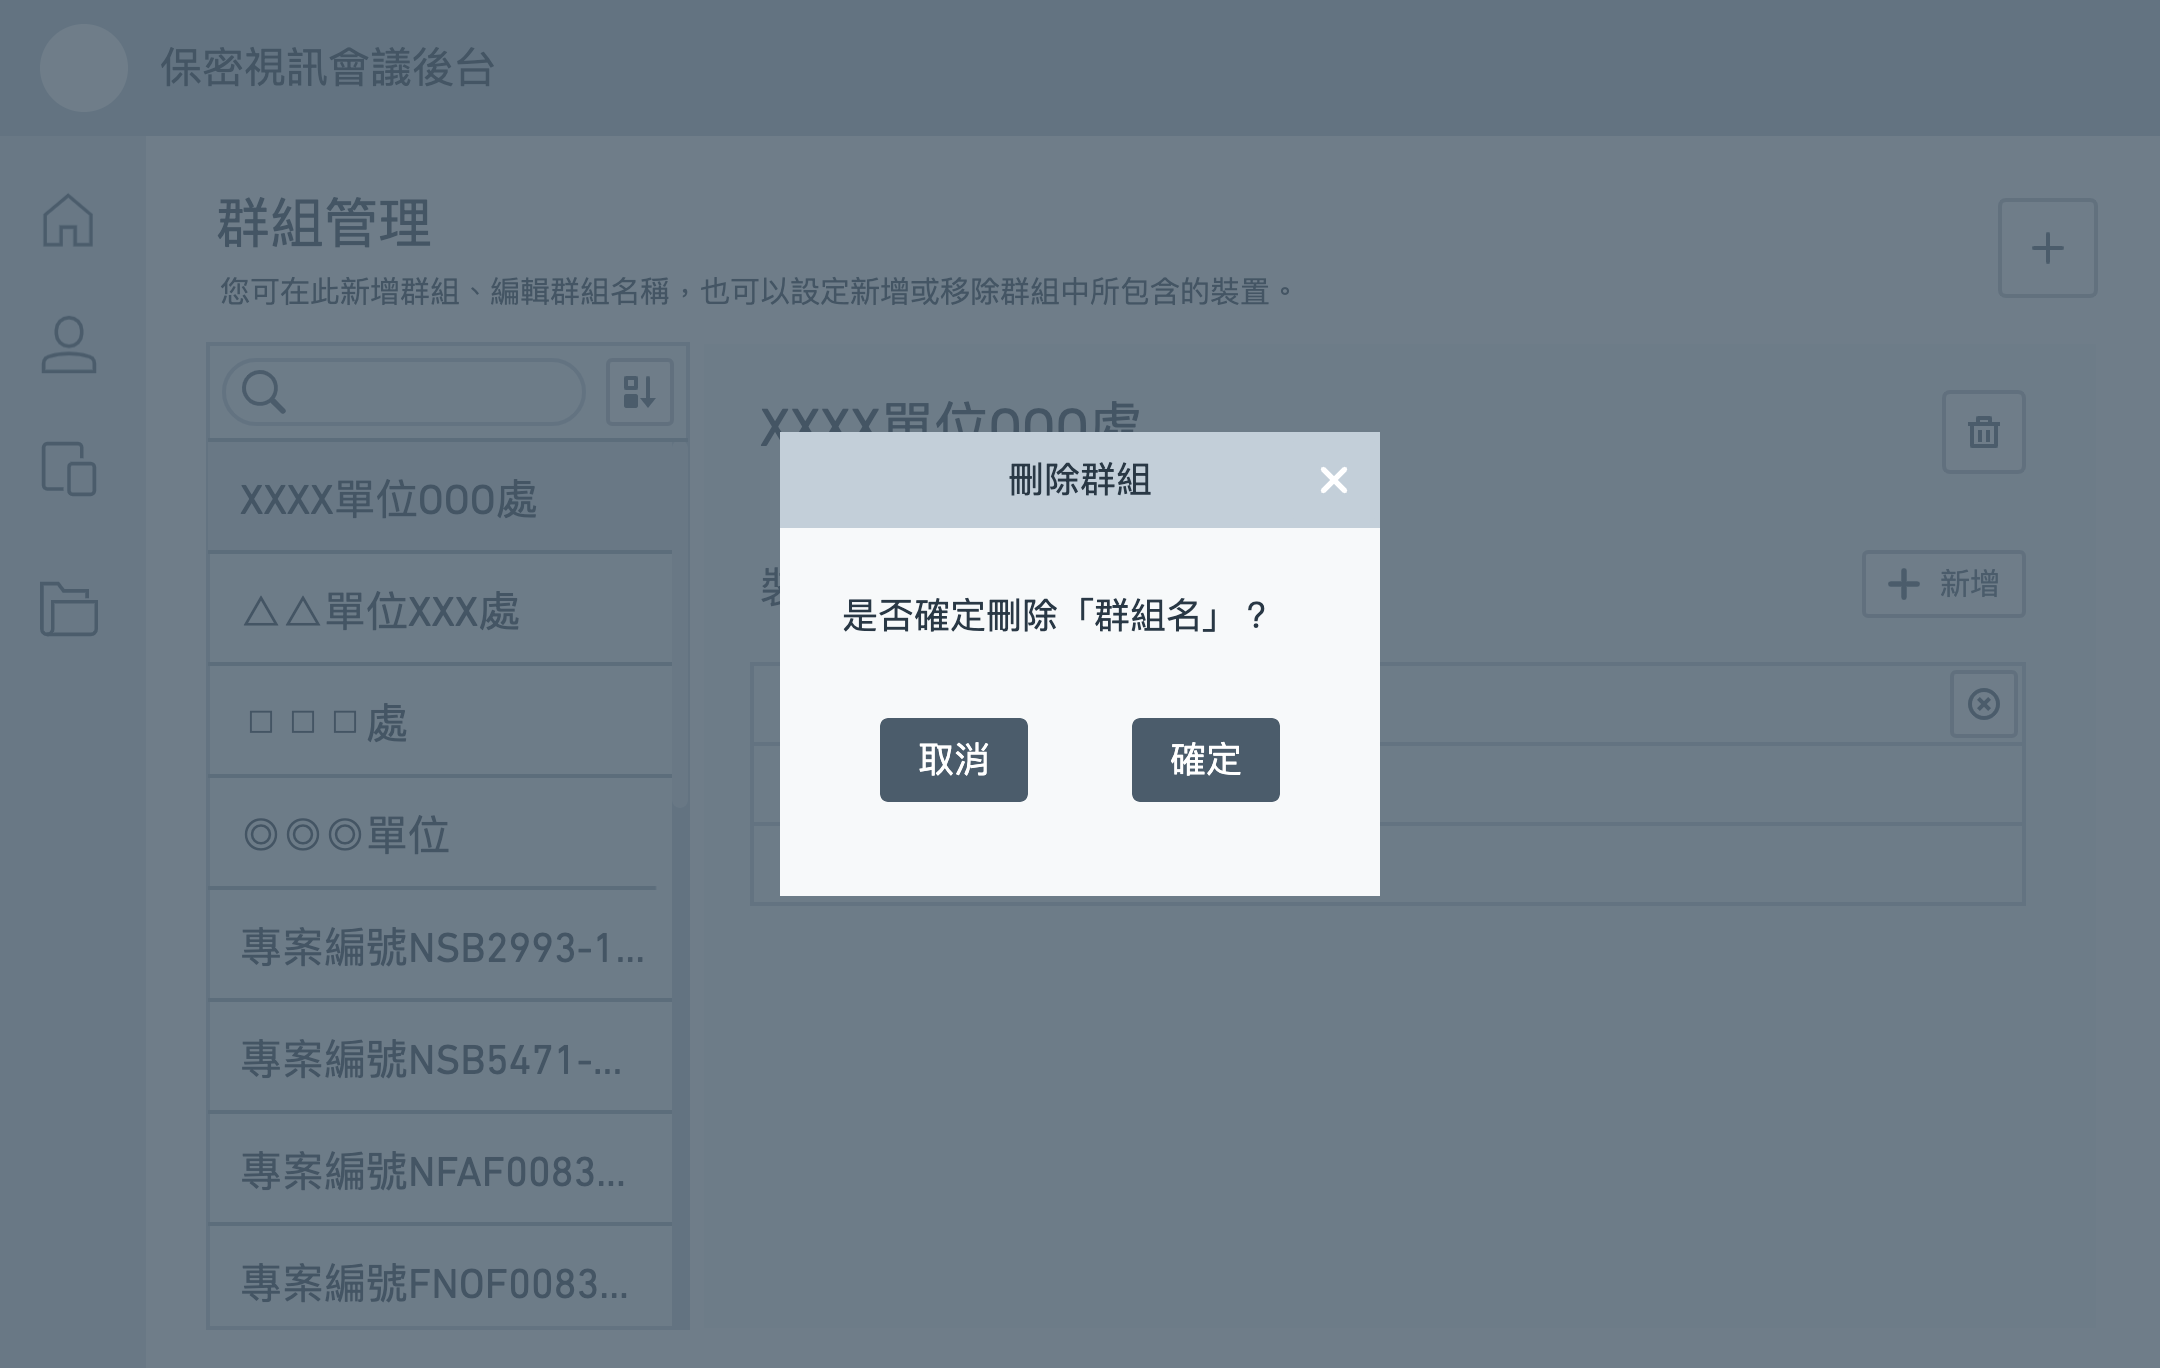 保密視訊會議後台
群組管理
您可在此新增群組、編輯群組名稱，也可以設定新增或移除群組中所包含的裝置。
XXXX單位OOO處
△△單位XXX處
□□□處
◎◎◎單位
專案編號NSB2993-1...
專案編號NSB5471-...
專案編號NFAF0083...
專案編號FNOF0083...
XXXX單位OOO處
新增
刪除群組
是否確定刪除「群組名」？
取消
確定